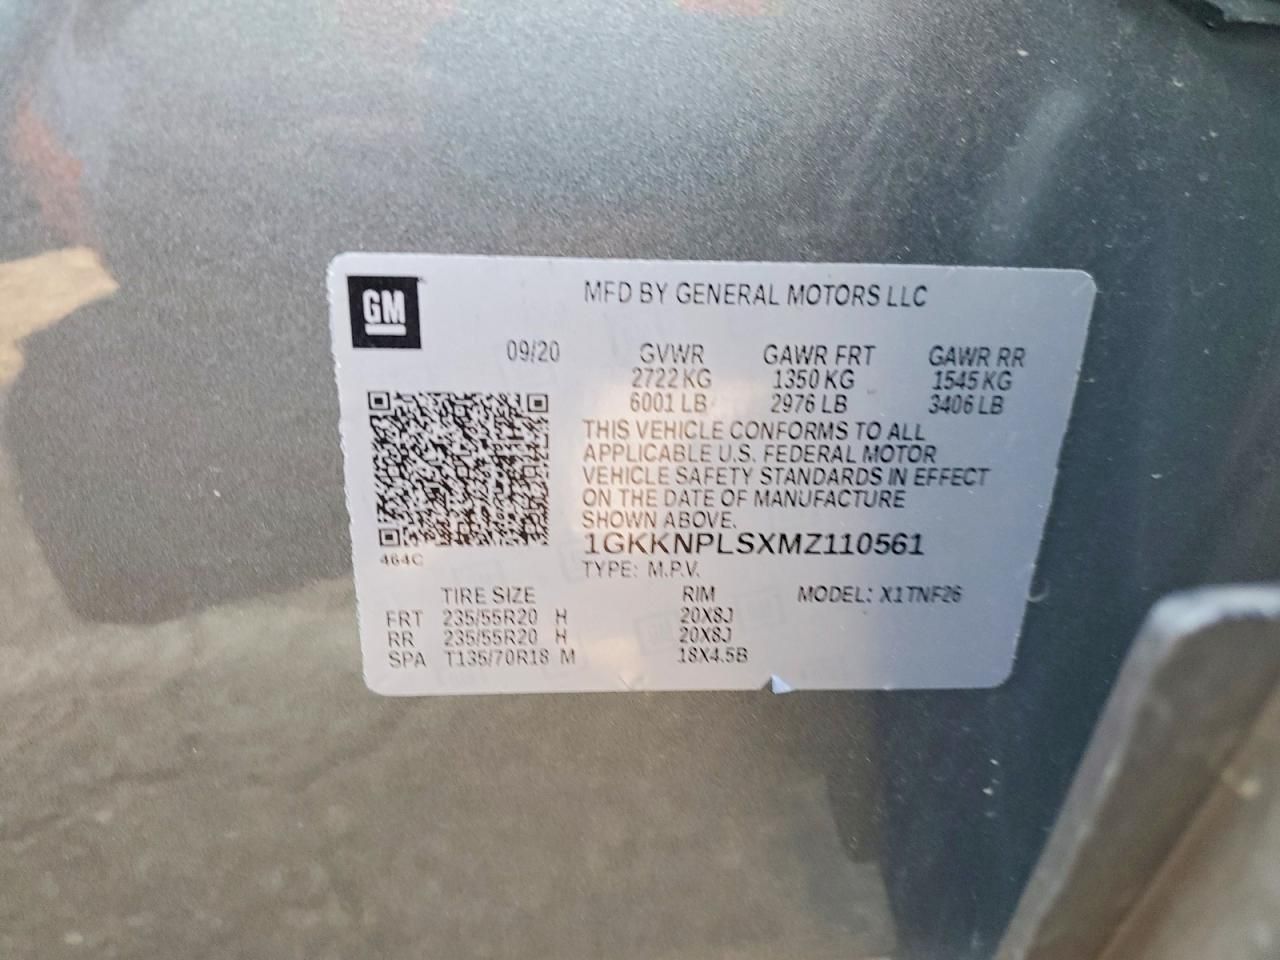 GM
MFD BY GENERAL MOTORS LLC
09/20 GVWR GAWR FRT GAWR RR
2722 KG 1350 KG 1545 KG
6001 LB 2976 LB 3406 LB
THIS VEHICLE CONFORMS TO ALL
APPLICABLE U.S. FEDERAL MOTOR
VEHICLE SAFETY STANDARDS IN EFFECT
ON THE DATE OF MANUFACTURE
SHOWN ABOVE.
1GKKNPLSXMZ110561
464C
TYPE: M.P.V.
TIRE SIZE RIM MODEL: X1TNF26
FRT 235/55R20 H 20X8J
RR 235/55R20 H 20X8J
SPA T135/70R18 M 18X4.5B